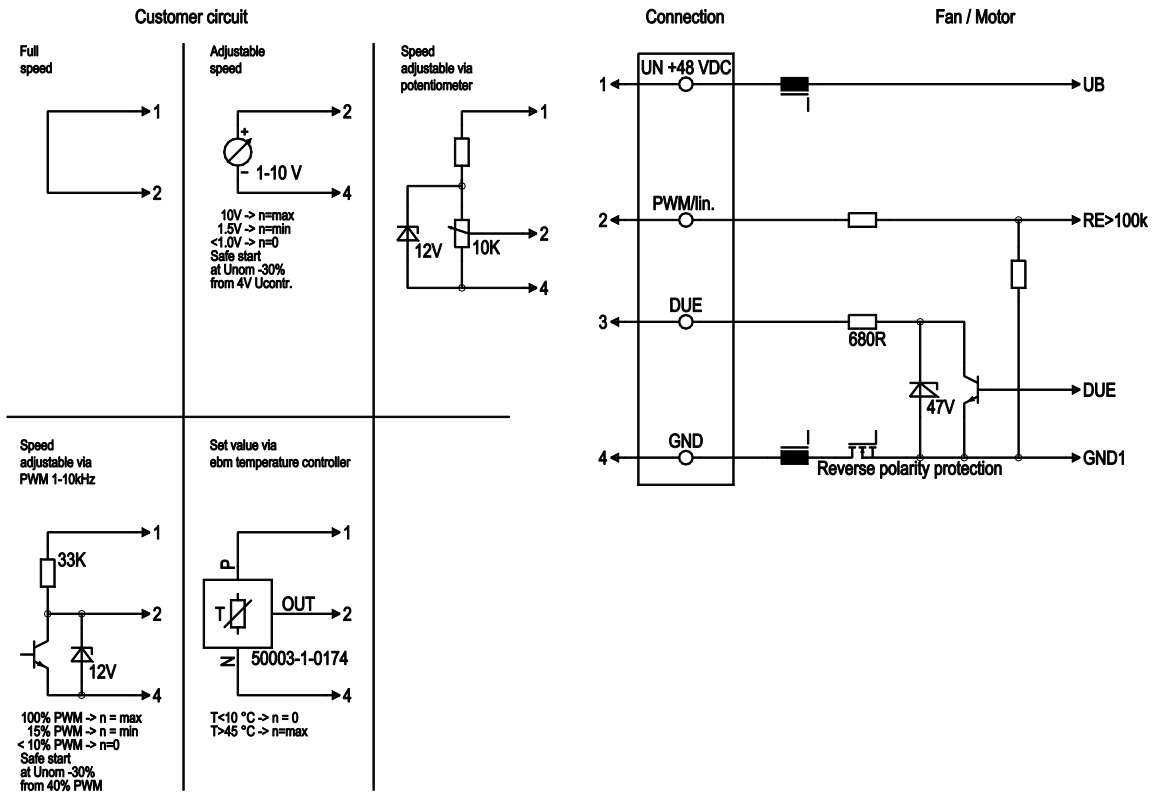 Customer circuit
Full
speed
1
2
Adjustable
speed
2
+
–
1-10 V
4
10V -> n=max
1.5V -> n=min
<1.0V -> n=0
Safe start
at Unom -30%
from 4V Ucontr.
Speed
adjustable via
potentiometer
1
12V
10K
2
4
Speed
adjustable via
PWM 1-10kHz
1
33K
2
12V
4
100% PWM -> n = max
15% PWM -> n = min
< 10% PWM -> n=0
Safe start
at Unom -30%
from 40% PWM
Set value via
ebm temperature controller
1
P
T
OUT
2
N
50003-1-0174
4
T<10 °C -> n = 0
T>45 °C -> n=max
Connection
Fan / Motor
1
UN +48 VDC
UB
2
PWM/lin.
RE>100k
3
DUE
680R
47V
DUE
4
GND
Reverse polarity protection
GND1